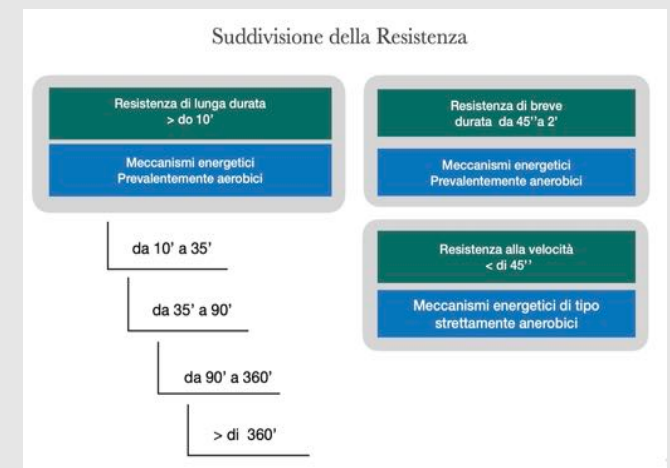 Suddivisione della Resistenza
Resistenza di lunga durata
> do 10'
Meccanismi energetici
Prevalentemente aerobici
da 10' a 35'
da 35' a 90'
da 90' a 360'
> di 360'
Resistenza di breve
durata da 45''a 2'
Meccanismi energetici
Prevalentemente anerobici
Resistenza alla velocità
< di 45''
Meccanismi energetici di tipo
strettamente anerobici